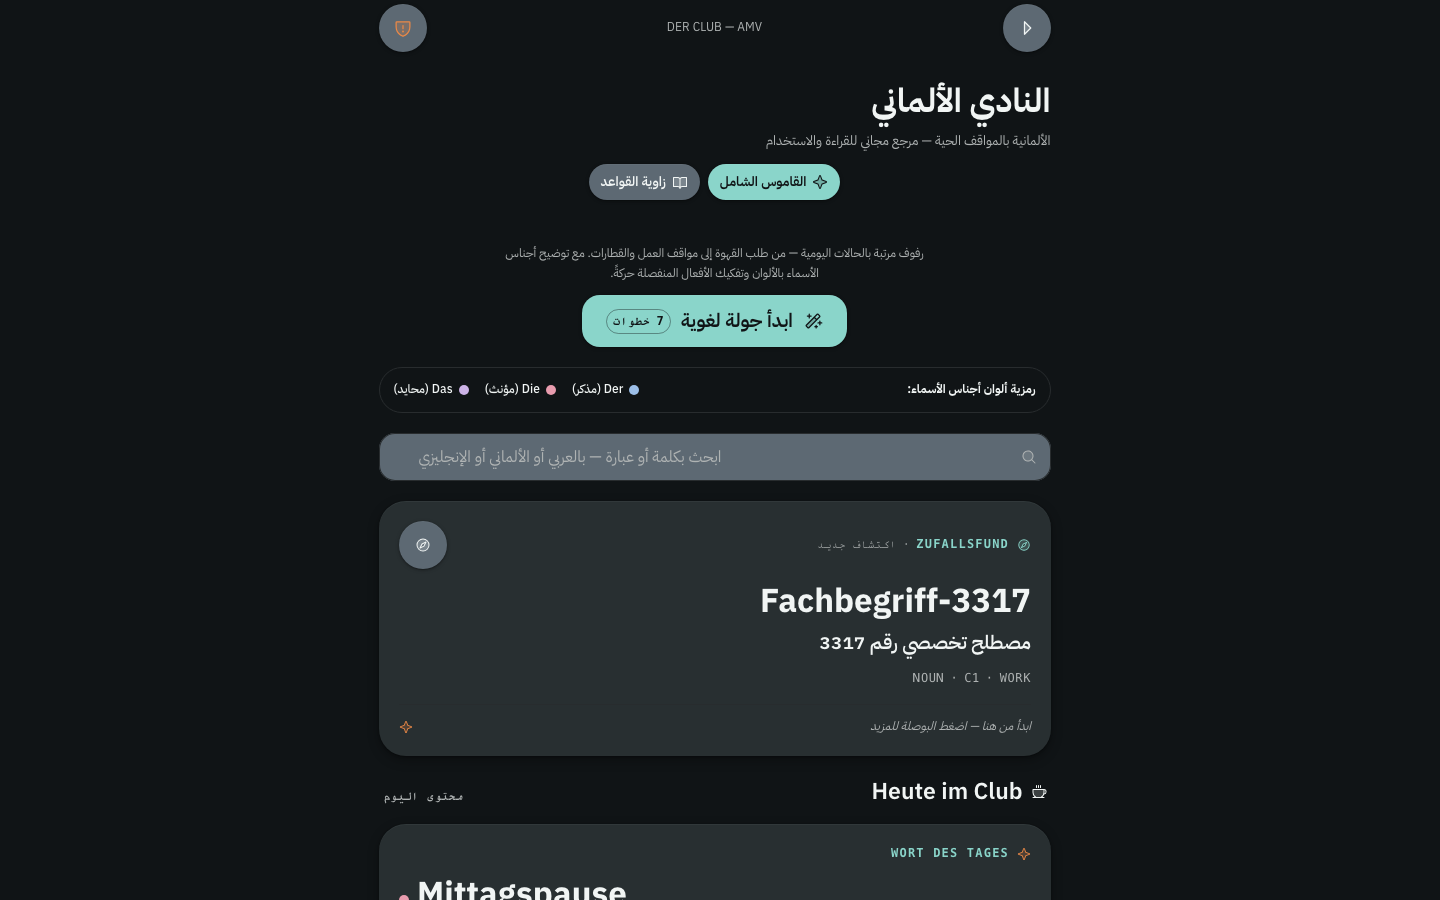 DER CLUB — AMV
النادي الألماني
الألمانية بالمواقف الحية — مرجع مجاني للقراءة والاستخدام
القاموس الشامل
زاوية القواعد
رفوف مرتبة بالحالات اليومية — من طلب القهوة إلى مواقف العمل والقطارات. مع توضيح أجناس
الأسماء بالألوان وتفكيك الأفعال المنفصلة حركةً.
ابدأ جولة لغوية 7 خطوات
رمزية ألوان أجناس الأسماء: Der (مذكر) Die (مؤنث) Das (محايد)
ابحث بكلمة أو عبارة — بالعربي أو الألماني أو الإنجليزي
ZUFALLSFUND · اكتشاف جديد
Fachbegriff-3317
مصطلح تخصصي رقم 3317
NOUN · C1 · WORK
ابدأ من هنا — اضغط البوصلة للمزيد
Heute im Club
محتوى اليوم
WORT DES TAGES
Mittagspause